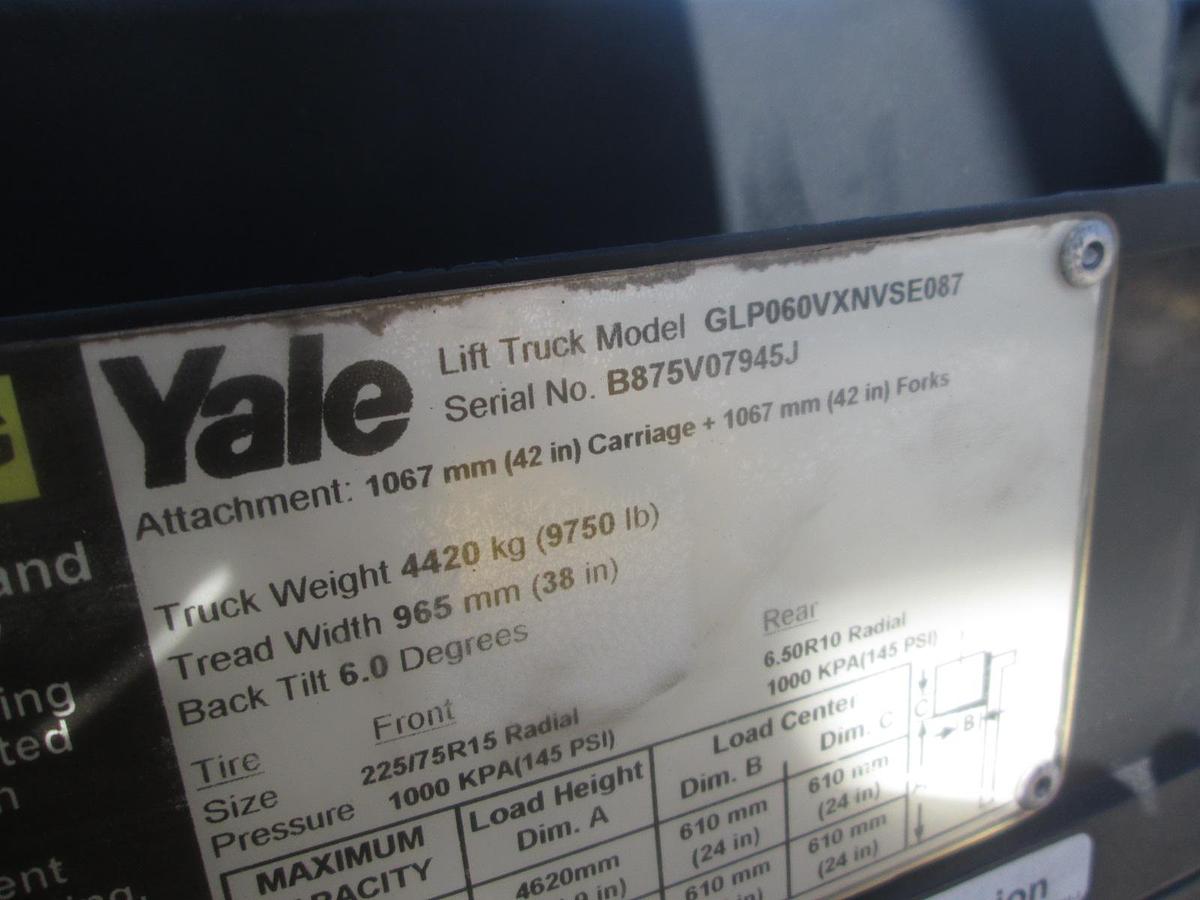 Yale
Lift Truck Model GLP060VXNVSE087
Serial No. B875V07945J
Attachment: 1067 mm (42 in) Carriage + 1067 mm (42 in) Forks
Truck Weight 4420 kg (9750 lb)
Tread Width 965 mm (38 in)
Back Tilt 6.0 Degrees
Front
Rear
Tire
Size
225/75R15 Radial
6.50R10 Radial
Pressure
1000 KPA(145 PSI)
1000 KPA(145 PSI)
MAXIMUM
Load Height
Dim. A
Load Center
Dim. B
Dim. C
4620mm
610 mm
(24 in)
610 mm
(24 in)
610 mm
610 mm
(24 in)
C
B
and
ing
ted
ent
ion